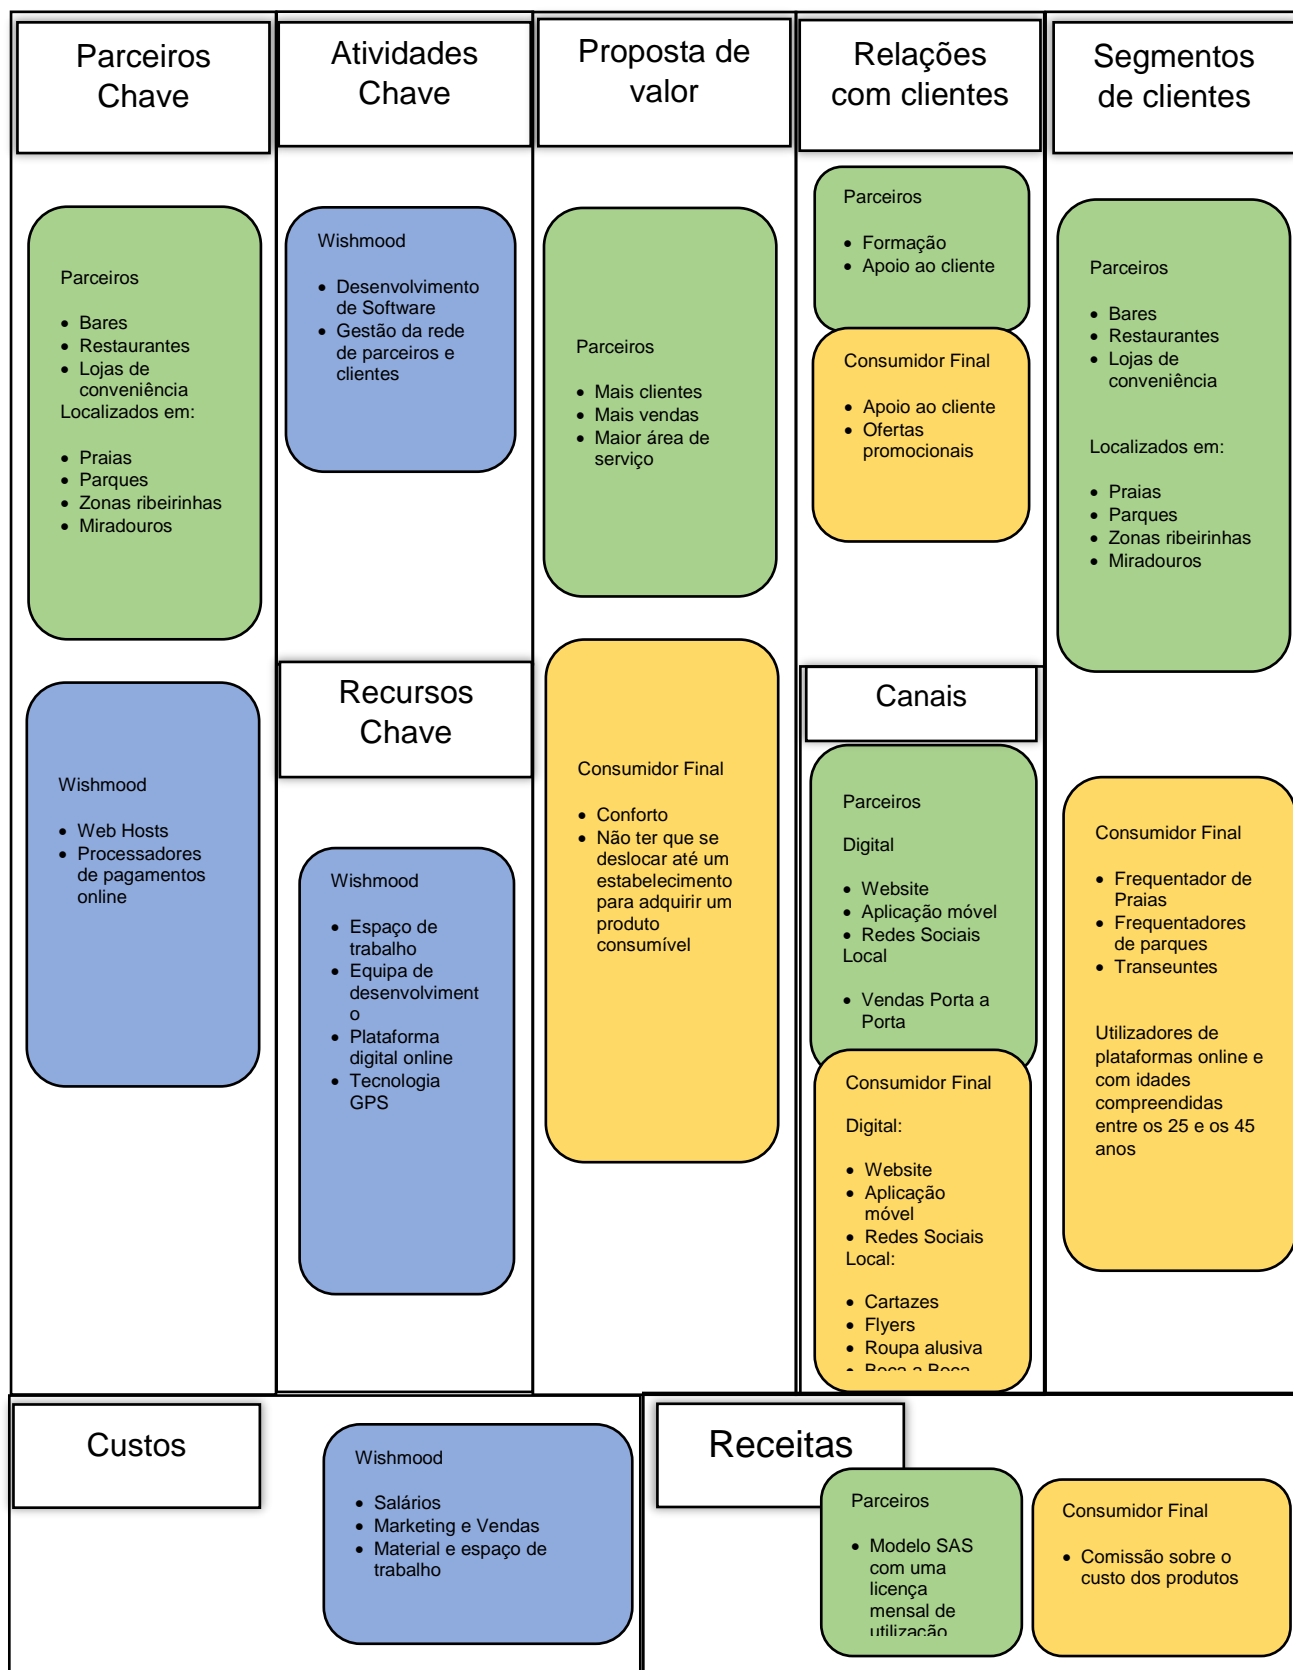 Parceiros
Chave
Parceiros
• Bares
• Restaurantes
• Lojas de
conveniência
Localizados em:
• Praias
• Parques
• Zonas ribeirinhas
• Miradouros
Wishmood
• Web Hosts
• Processadores
de pagamentos
online
Atividades
Chave
Wishmood
• Desenvolvimento
de Software
• Gestão da rede
de parceiros e
clientes
Recursos
Chave
Wishmood
• Espaço de
trabalho
• Equipa de
desenvolviment
o
• Plataforma
digital online
• Tecnologia
GPS
Proposta de
valor
Parceiros
• Mais clientes
• Mais vendas
• Maior área de
serviço
Consumidor Final
• Conforto
• Não ter que se
deslocar até um
estabelecimento
para adquirir um
produto
consumível
Relações
com clientes
Parceiros
• Formação
• Apoio ao cliente
Consumidor Final
• Apoio ao cliente
• Ofertas
promocionais
Canais
Parceiros
Digital
• Website
• Aplicação móvel
• Redes Sociais
Local
• Vendas Porta a
Porta
Consumidor Final
Digital:
• Website
• Aplicação
móvel
• Redes Sociais
Local:
• Cartazes
• Flyers
• Roupa alusiva
• Boca a Boca
Segmentos
de clientes
Parceiros
• Bares
• Restaurantes
• Lojas de
conveniência
Localizados em:
• Praias
• Parques
• Zonas ribeirinhas
• Miradouros
Consumidor Final
• Frequentador de
Praias
• Frequentadores
de parques
• Transeuntes
Utilizadores de
plataformas online e
com idades
compreendidas
entre os 25 e os 45
anos
Custos
Wishmood
• Salários
• Marketing e Vendas
• Material e espaço de
trabalho
Receitas
Parceiros
• Modelo SAS
com uma
licença
mensal de
utilização
Consumidor Final
• Comissão sobre o
custo dos produtos